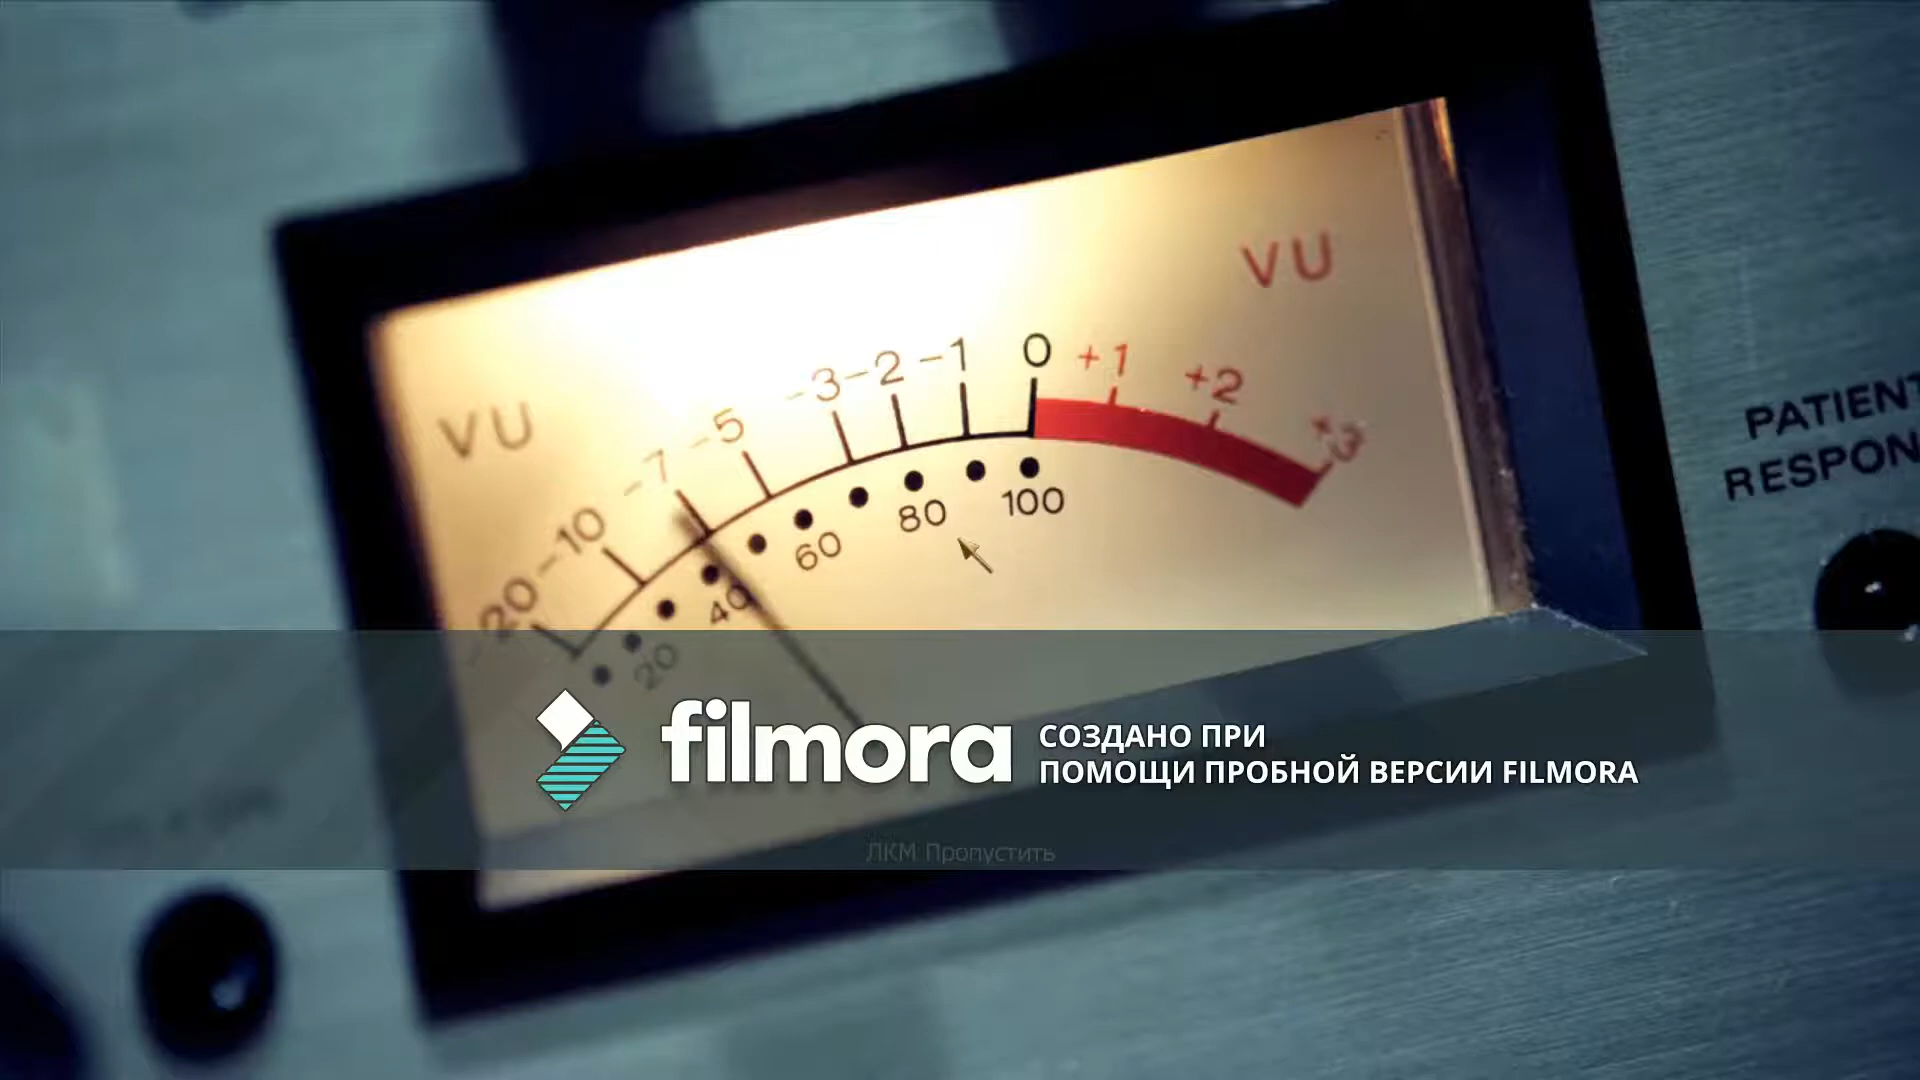 VU
VU
-20 -10 -7 -5 -3 -2 -1 0 +1 +2 +3
20 40 60 80 100
PATIENT
RESPON
filmora
СОЗДАНО ПРИ
ПОМОЩИ ПРОБНОЙ ВЕРСИИ FILMORA
ЛКМ Пропустить